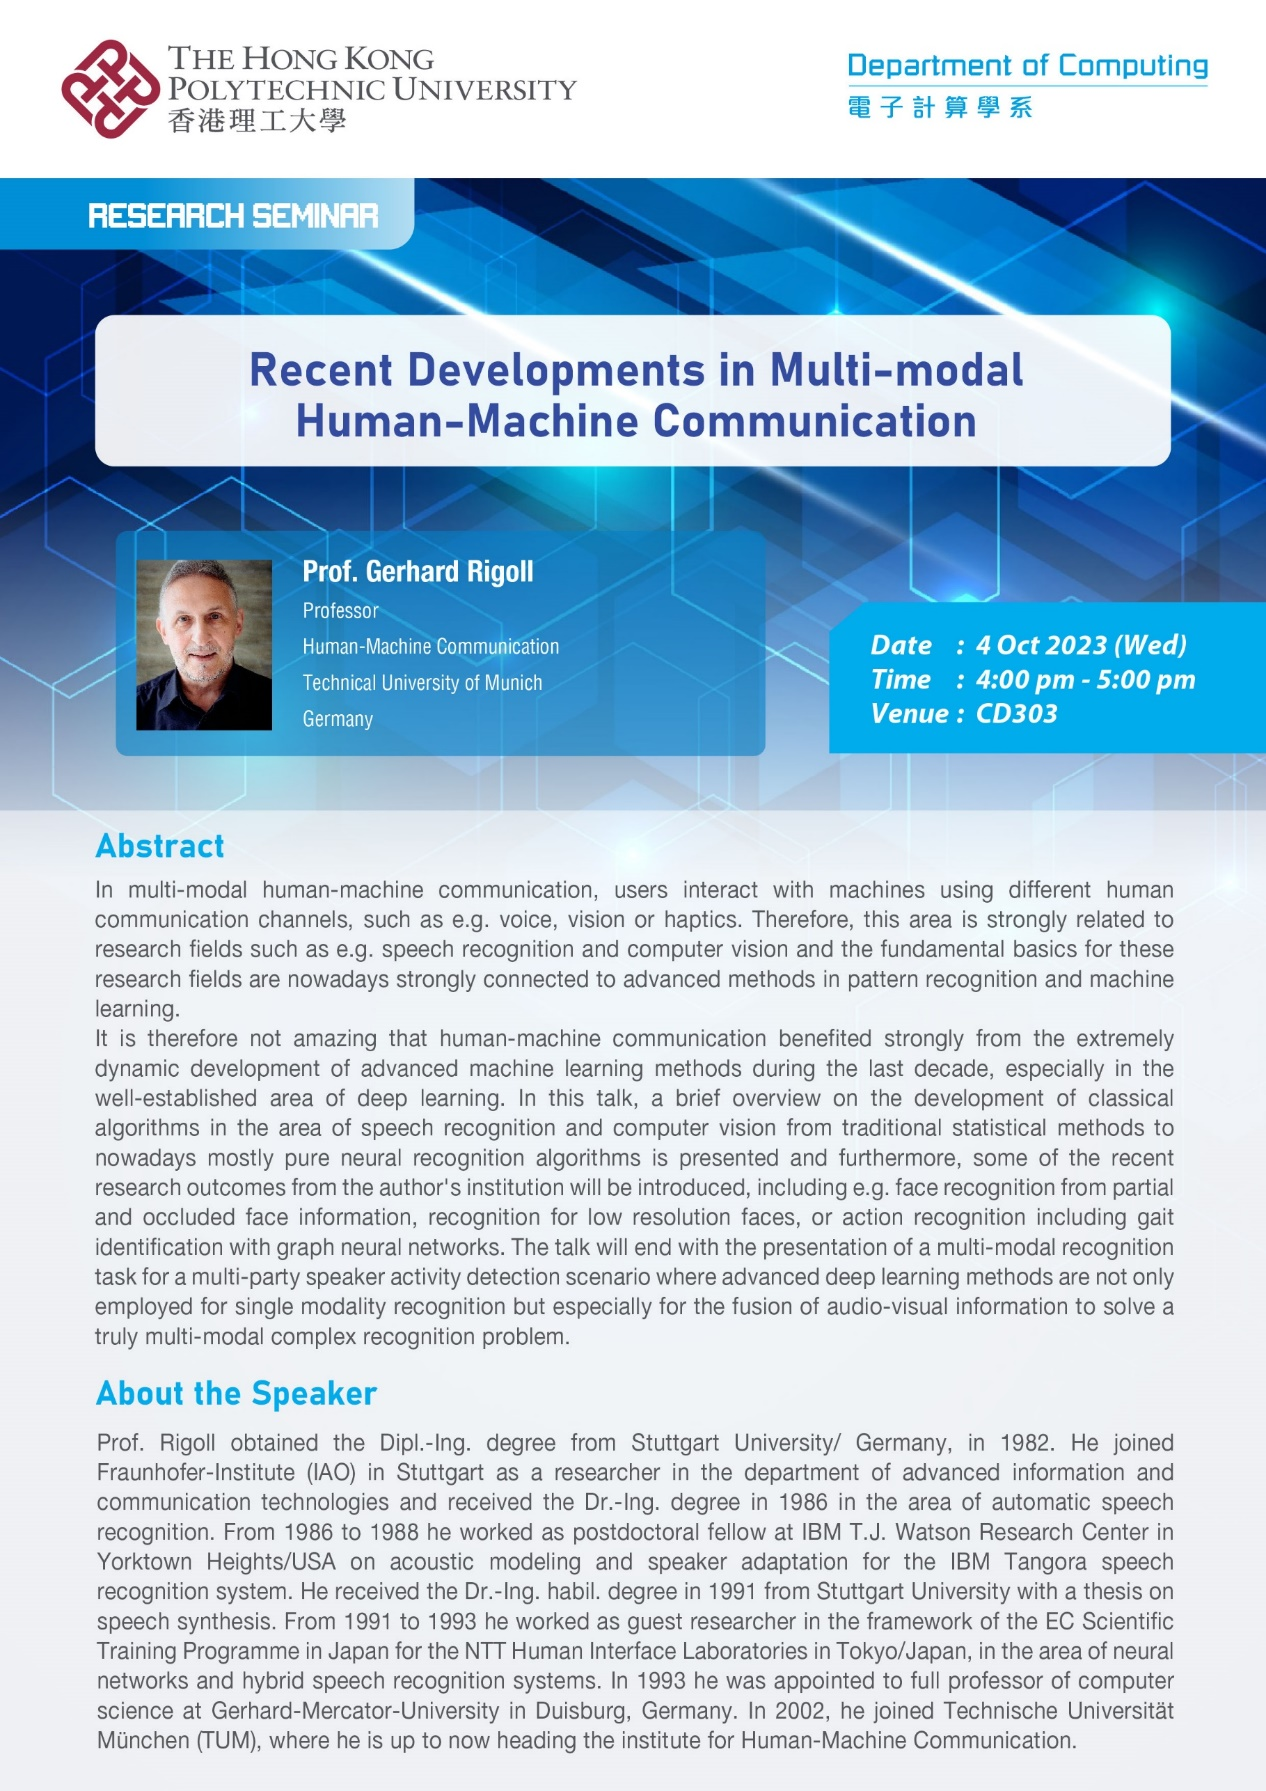 THE HONG KONG
POLYTECHNIC UNIVERSITY
香港理工大學
Department of Computing
電子計算學系
RESEARCH SEMINAR
Recent Developments in Multi-modal
Human-Machine Communication
Prof. Gerhard Rigoll
Professor
Human-Machine Communication
Technical University of Munich
Germany
Date : 4 Oct 2023 (Wed)
Time : 4:00 pm - 5:00 pm
Venue : CD303
Abstract
In multi-modal human-machine communication, users interact with machines using different human
communication channels, such as e.g. voice, vision or haptics. Therefore, this area is strongly related to
research fields such as e.g. speech recognition and computer vision and the fundamental basics for these
research fields are nowadays strongly connected to advanced methods in pattern recognition and machine
learning.
It is therefore not amazing that human-machine communication benefited strongly from the extremely
dynamic development of advanced machine learning methods during the last decade, especially in the
well-established area of deep learning. In this talk, a brief overview on the development of classical
algorithms in the area of speech recognition and computer vision from traditional statistical methods to
nowadays mostly pure neural recognition algorithms is presented and furthermore, some of the recent
research outcomes from the author's institution will be introduced, including e.g. face recognition from partial
and occluded face information, recognition for low resolution faces, or action recognition including gait
identification with graph neural networks. The talk will end with the presentation of a multi-modal recognition
task for a multi-party speaker activity detection scenario where advanced deep learning methods are not only
employed for single modality recognition but especially for the fusion of audio-visual information to solve a
truly multi-modal complex recognition problem.
About the Speaker
Prof. Rigoll obtained the Dipl.-Ing. degree from Stuttgart University/ Germany, in 1982. He joined
Fraunhofer-Institute (IAO) in Stuttgart as a researcher in the department of advanced information and
communication technologies and received the Dr.-Ing. degree in 1986 in the area of automatic speech
recognition. From 1986 to 1988 he worked as postdoctoral fellow at IBM T.J. Watson Research Center in
Yorktown Heights/USA on acoustic modeling and speaker adaptation for the IBM Tangora speech
recognition system. He received the Dr.-Ing. habil. degree in 1991 from Stuttgart University with a thesis on
speech synthesis. From 1991 to 1993 he worked as guest researcher in the framework of the EC Scientific
Training Programme in Japan for the NTT Human Interface Laboratories in Tokyo/Japan, in the area of neural
networks and hybrid speech recognition systems. In 1993 he was appointed to full professor of computer
science at Gerhard-Mercator-University in Duisburg, Germany. In 2002, he joined Technische Universität
München (TUM), where he is up to now heading the institute for Human-Machine Communication.